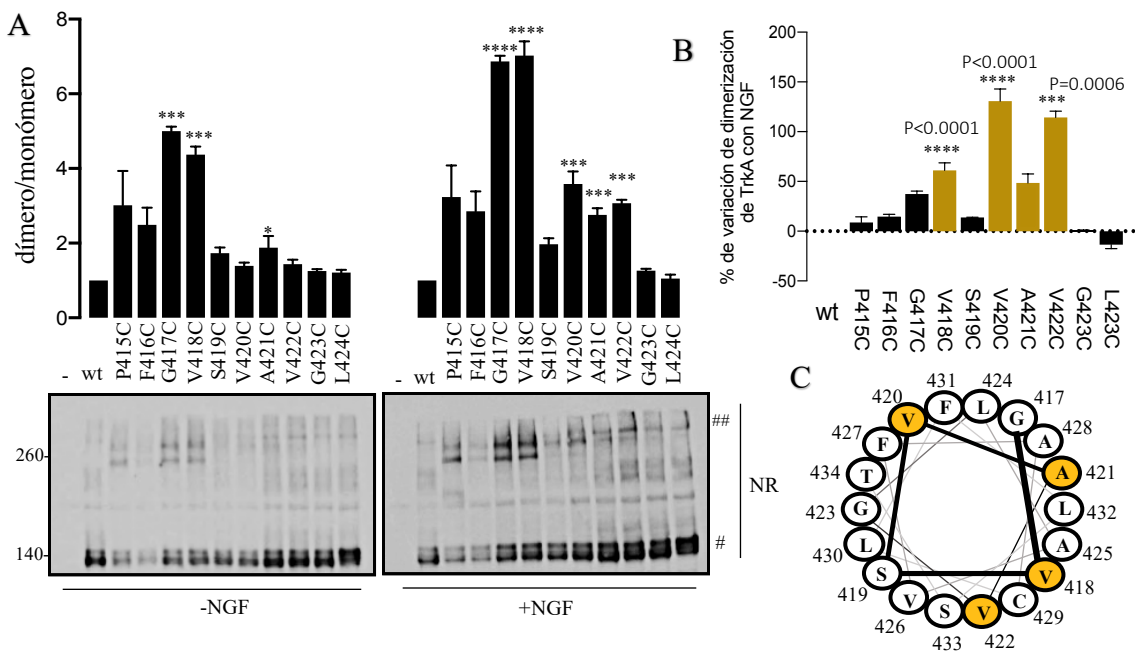 A
dímero/monómero
8
6
4
2
0
***
***
*
****
****
***
***
***
-
wt
P415C
F416C
G417C
V418C
S419C
V420C
A421C
V422C
G423C
L424C
-
wt
P415C
F416C
G417C
V418C
S419C
V420C
A421C
V422C
G423C
L424C
260-
140-
##
#
NR
-NGF
+NGF
B
% de variación de dimerización
de TrkA con NGF
200
150
100
50
0
-50
P<0.0001
****
P<0.0001
****
P=0.0006
***
wt
P415C
F416C
G417C
V418C
S419C
V420C
A421C
V422C
G423C
L423C
C
420 431 424 417
V F L G
428
A
427
F
421
A
434
T
423
G
432
L
430
L
425
A
419
S
418
V
426
V
433
S
422
V
429
C